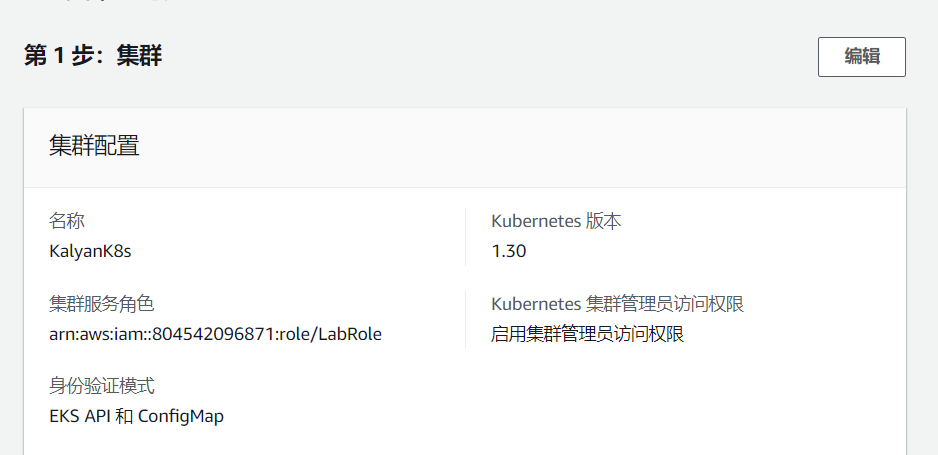 第 1 步：集群
编辑
集群配置
名称
KalyanK8s
Kubernetes 版本
1.30
集群服务角色
arn:aws:iam::804542096871:role/LabRole
Kubernetes 集群管理员访问权限
启用集群管理员访问权限
身份验证模式
EKS API 和 ConfigMap